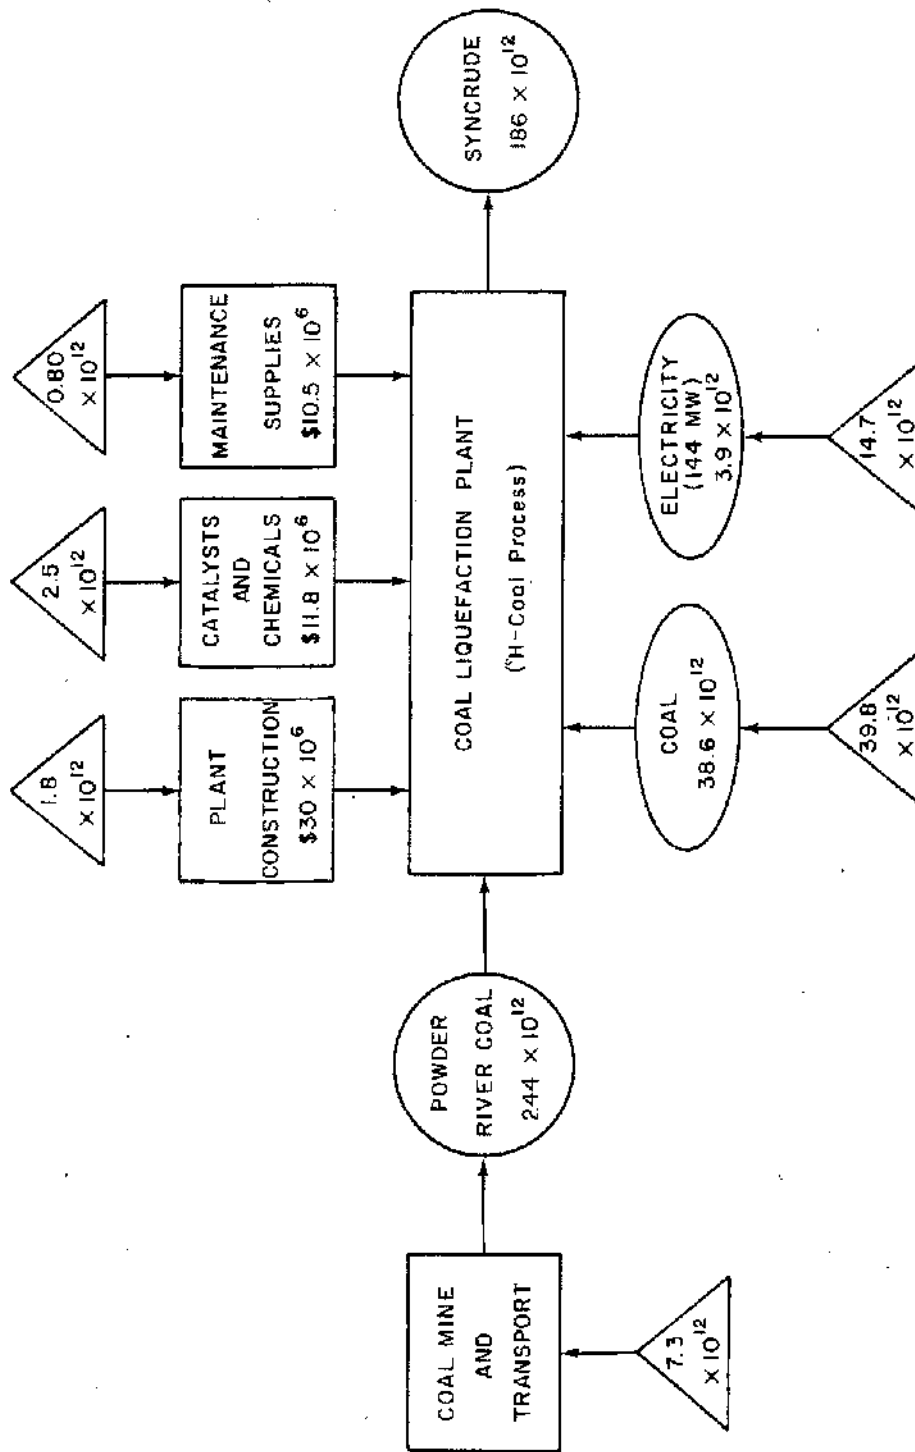 0.80
× 10¹²
MAINTENANCE
SUPPLIES
$10.5 × 10⁶
2.5
× 10¹²
CATALYSTS
AND
CHEMICALS
$11.8 × 10⁶
1.8
× 10¹²
PLANT
CONSTRUCTION
$30 × 10⁶
COAL MINE
AND
TRANSPORT
7.3
× 10¹²
POWDER
RIVER COAL
244 × 10¹²
COAL LIQUEFACTION PLANT
(H-Coal Process)
SYNCRUDE
186 × 10¹²
COAL
38.6 × 10¹²
39.8
× 10¹²
ELECTRICITY
(144 MW)
3.9 × 10¹²
14.7
× 10¹²